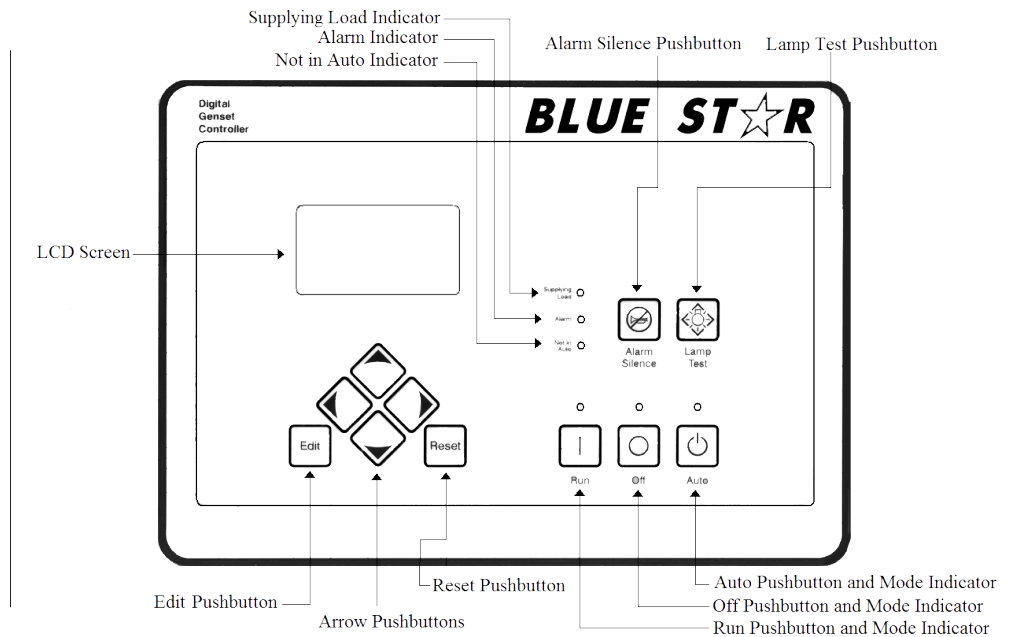 Supplying Load Indicator
Alarm Indicator
Not in Auto Indicator
Alarm Silence Pushbutton
Lamp Test Pushbutton
Digital
Genset
Controller
BLUE ST☆R
LCD Screen
Supplying
Load
Alarm
Not in
Auto
Alarm
Silence
Lamp
Test
Edit
Reset
Run
Off
Auto
Edit Pushbutton
Arrow Pushbuttons
Reset Pushbutton
Auto Pushbutton and Mode Indicator
Off Pushbutton and Mode Indicator
Run Pushbutton and Mode Indicator